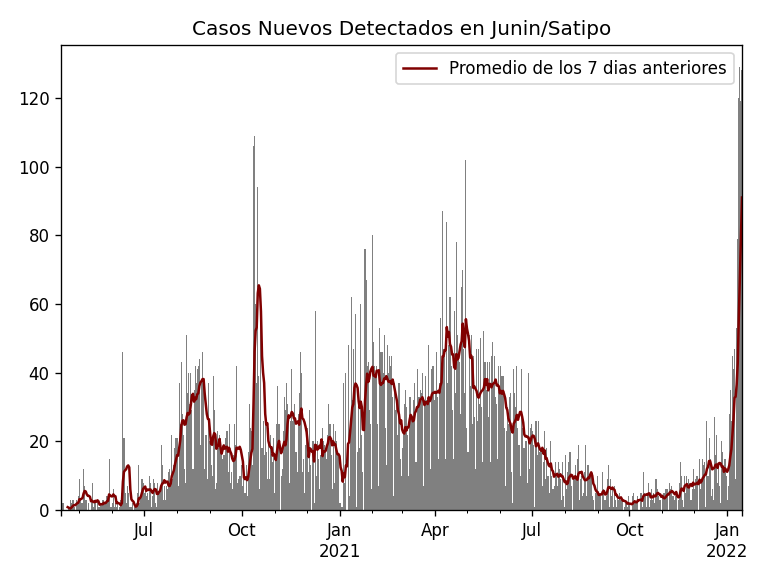 Casos Nuevos Detectados en Junin/Satipo
Promedio de los 7 dias anteriores
120
100
80
60
40
20
0
Jul Oct Jan Apr Jul Oct Jan
2021 2022